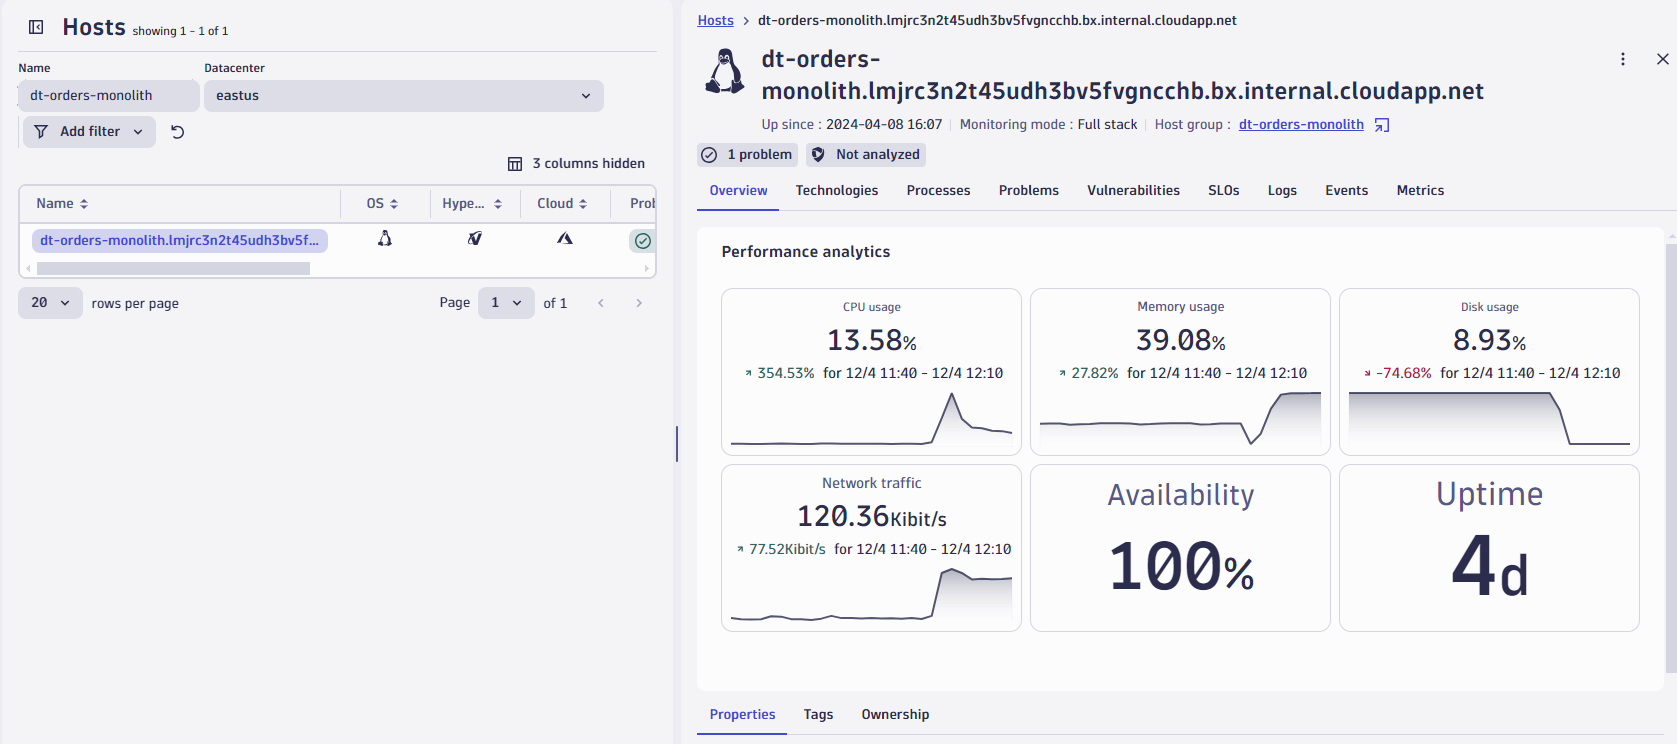 Hosts showing 1 - 1 of 1
Name
Datacenter
dt-orders-monolith
eastus
Add filter
3 columns hidden
Name OS Hype... Cloud Prob
dt-orders-monolith.lmjrc3n2t45udh3bv5f...
20 rows per page
Page 1 of 1
Hosts > dt-orders-monolith.lmjrc3n2t45udh3bv5fvgncchb.bx.internal.cloudapp.net
dt-orders-
monolith.lmjrc3n2t45udh3bv5fvgncchb.bx.internal.cloudapp.net
Up since : 2024-04-08 16:07 Monitoring mode : Full stack Host group : dt-orders-monolith
1 problem Not analyzed
Overview Technologies Processes Problems Vulnerabilities SLOs Logs Events Metrics
Performance analytics
CPU usage
13.58%
354.53% for 12/4 11:40 - 12/4 12:10
Memory usage
39.08%
27.82% for 12/4 11:40 - 12/4 12:10
Disk usage
8.93%
-74.68% for 12/4 11:40 - 12/4 12:10
Network traffic
120.36Kibit/s
77.52Kibit/s for 12/4 11:40 - 12/4 12:10
Availability
100%
Uptime
4d
Properties Tags Ownership